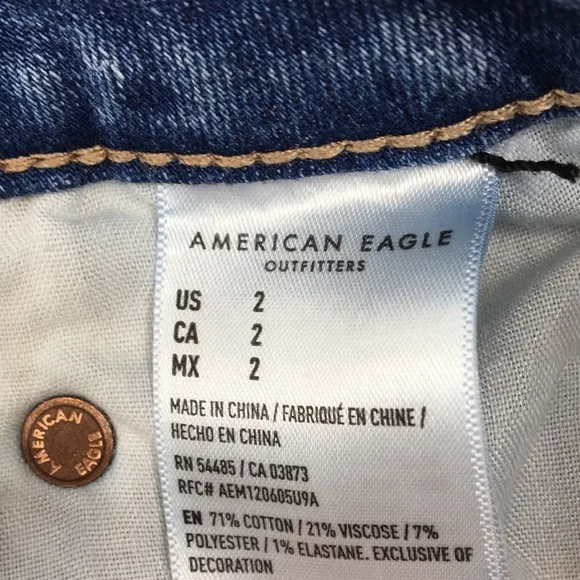 AMERICAN EAGLE
OUTFITTERS
US 2
CA 2
MX 2
MADE IN CHINA / FABRIQUÉ EN CHINE /
HECHO EN CHINA
RN 54485 / CA 03873
RFC# AEM120605U9A
EN 71% COTTON / 21% VISCOSE / 7%
POLYESTER / 1% ELASTANE. EXCLUSIVE OF
DECORATION
AMERICAN
EAGLE